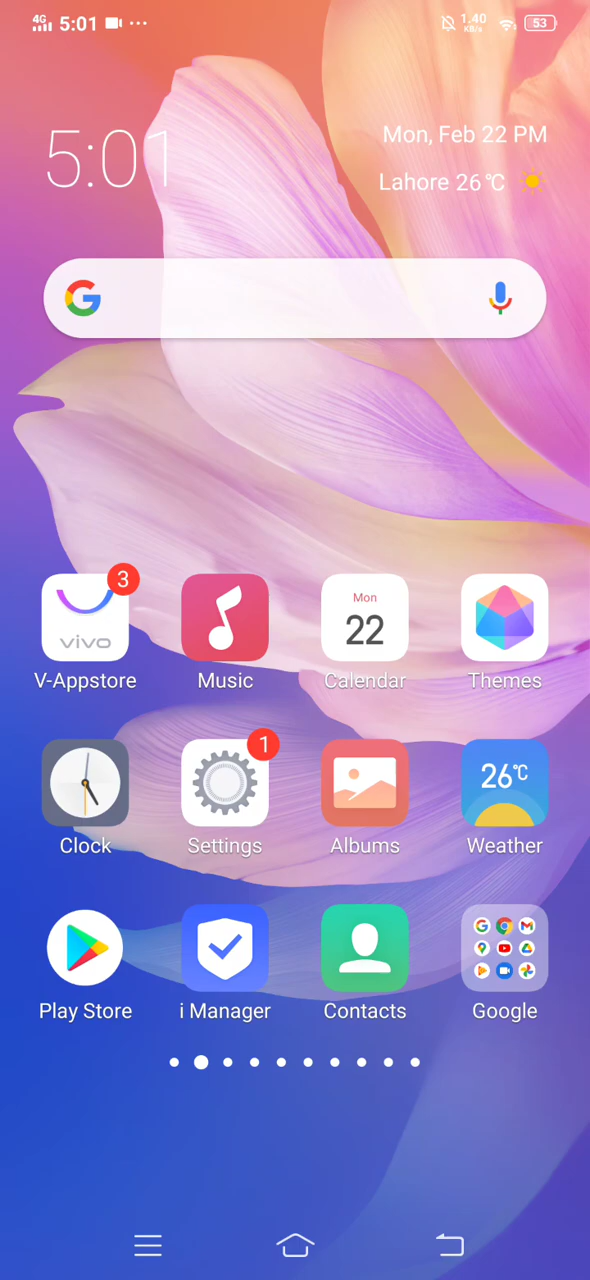 4G 5:01 ... 1.40 KB/s 53
5:01
Mon, Feb 22 PM
Lahore 26℃
3
vivo
Mon
22
V-Appstore Music Calendar Themes
1
26℃
Clock Settings Albums Weather
Play Store i Manager Contacts Google